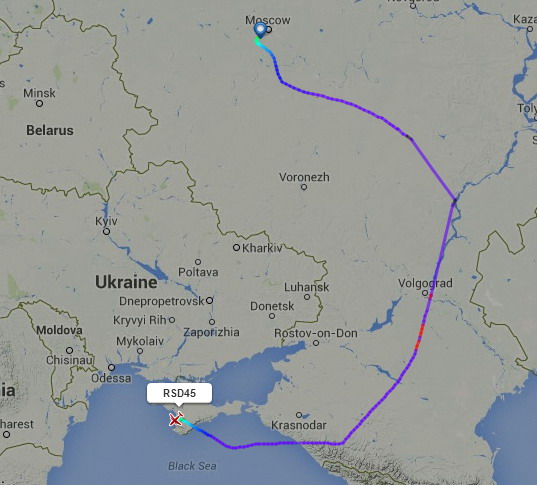 Novgorod
Moscow
Kaza
s
Minsk
Toly
Belarus
S
Voronezh
Kyiv
Kharkiv
Poltava
Ukraine
Luhansk
Volgograd
Dnepropetrovsk
Donetsk
Kryvyi Rih
Zaporizhia
Moldova
Rostov-on-Don
Mykolaiv
Chisinau
Odessa
ia
RSD45
Krasnodar
harest
Black Sea